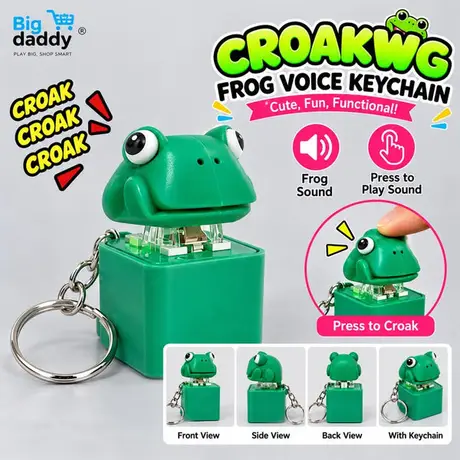 Big
daddy®
PLAY BIG, SHOP SMART
CROAKWG
FROG VOICE KEYCHAIN
*Cute, Fun, Functional!
CROAK
CROAK
CROAK
Frog
Sound
Press to
Play Sound
Press to Croak
Front View
Side View
Back View
With Keychain